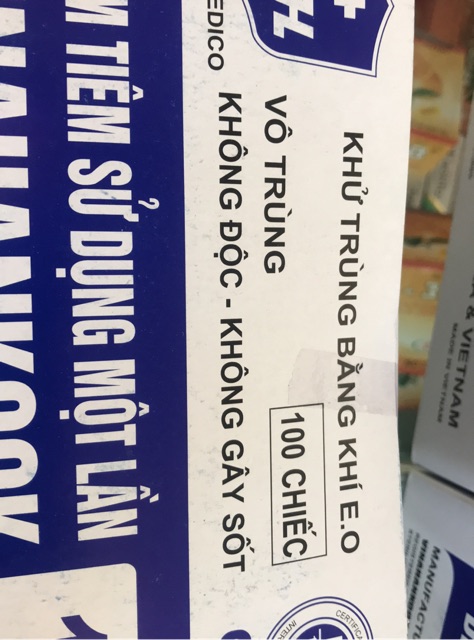 KHỬ TRÙNG BẰNG KHÍ E.O
VÔ TRÙNG
100 CHIẾC
KHÔNG ĐỘC - KHÔNG GÂY SỐT
EDICO
TIÊM SỬ DỤNG MỘT LẦN
& VIETNAM
MADE IN VIETNAM